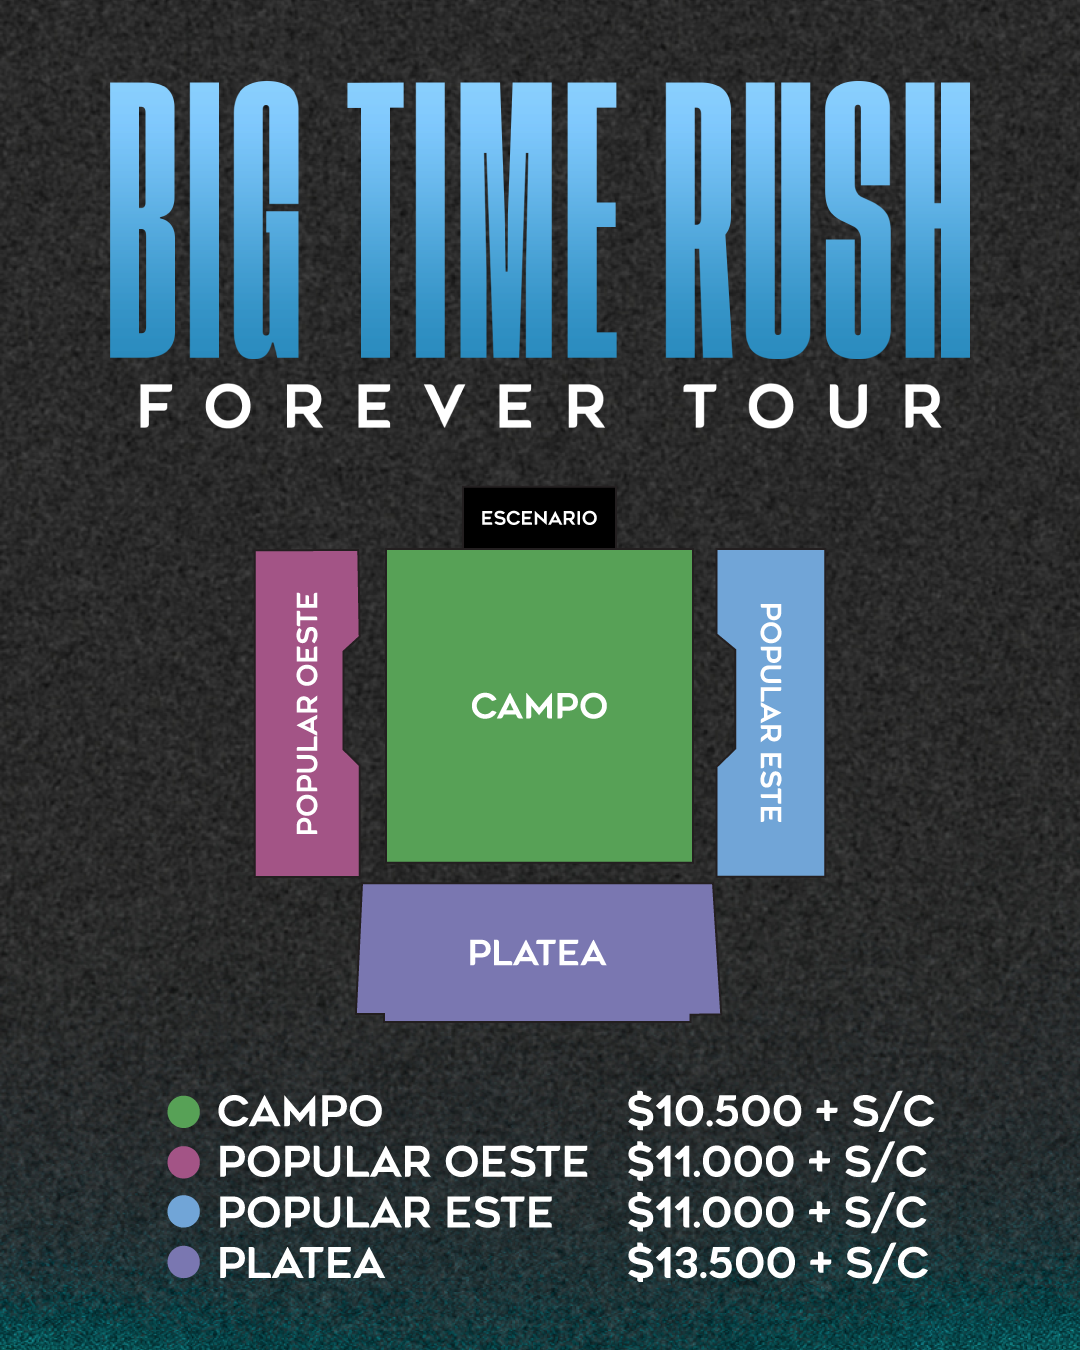 BIG TIME RUSH
FOREVER TOUR
ESCENARIO
POPULAR OESTE
CAMPO
POPULAR ESTE
PLATEA
CAMPO $10.500 + S/C
POPULAR OESTE $11.000 + S/C
POPULAR ESTE $11.000 + S/C
PLATEA $13.500 + S/C